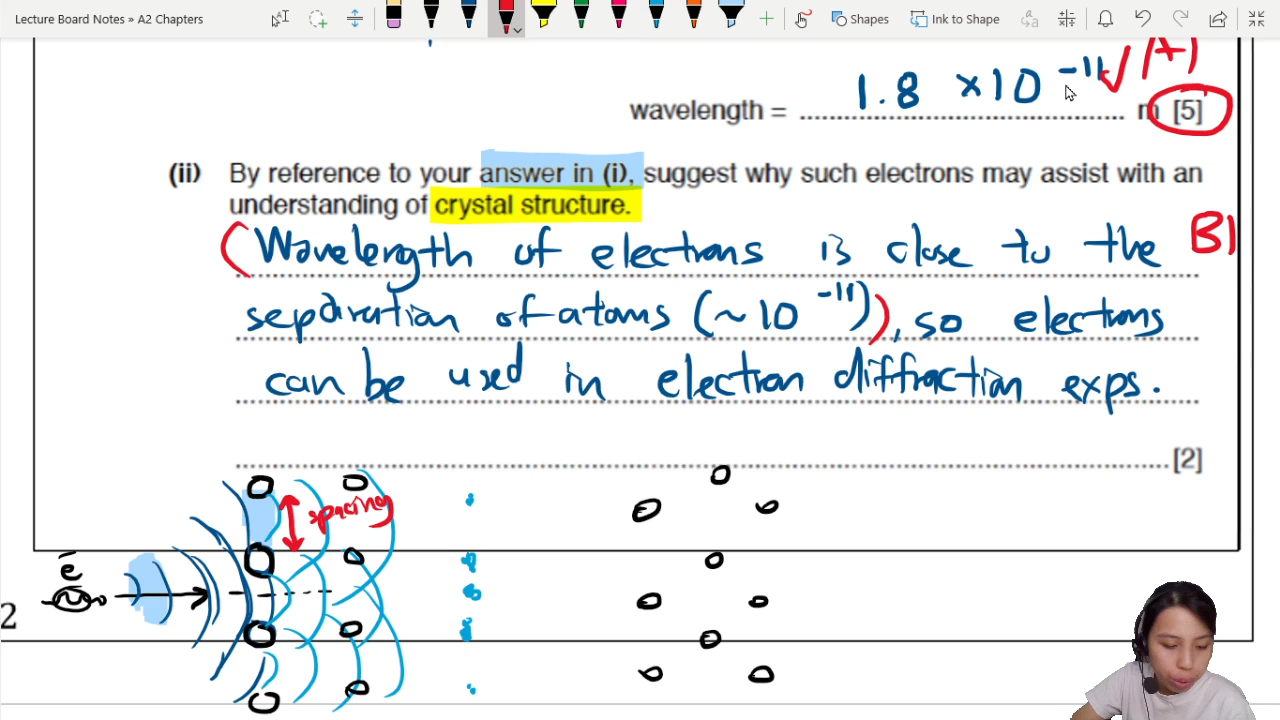 Lecture Board Notes » A2 Chapters
Shapes
Ink to Shape
1.8 ×10⁻¹¹ √
wavelength = ........................................ m [5]
(ii) By reference to your answer in (i), suggest why such electrons may assist with an
understanding of crystal structure.
(Wavelength of electrons is close to the B1
separation of atoms (~10⁻¹¹)), so electrons
can be used in electron diffraction exps.
[2]
spacing
ē
2